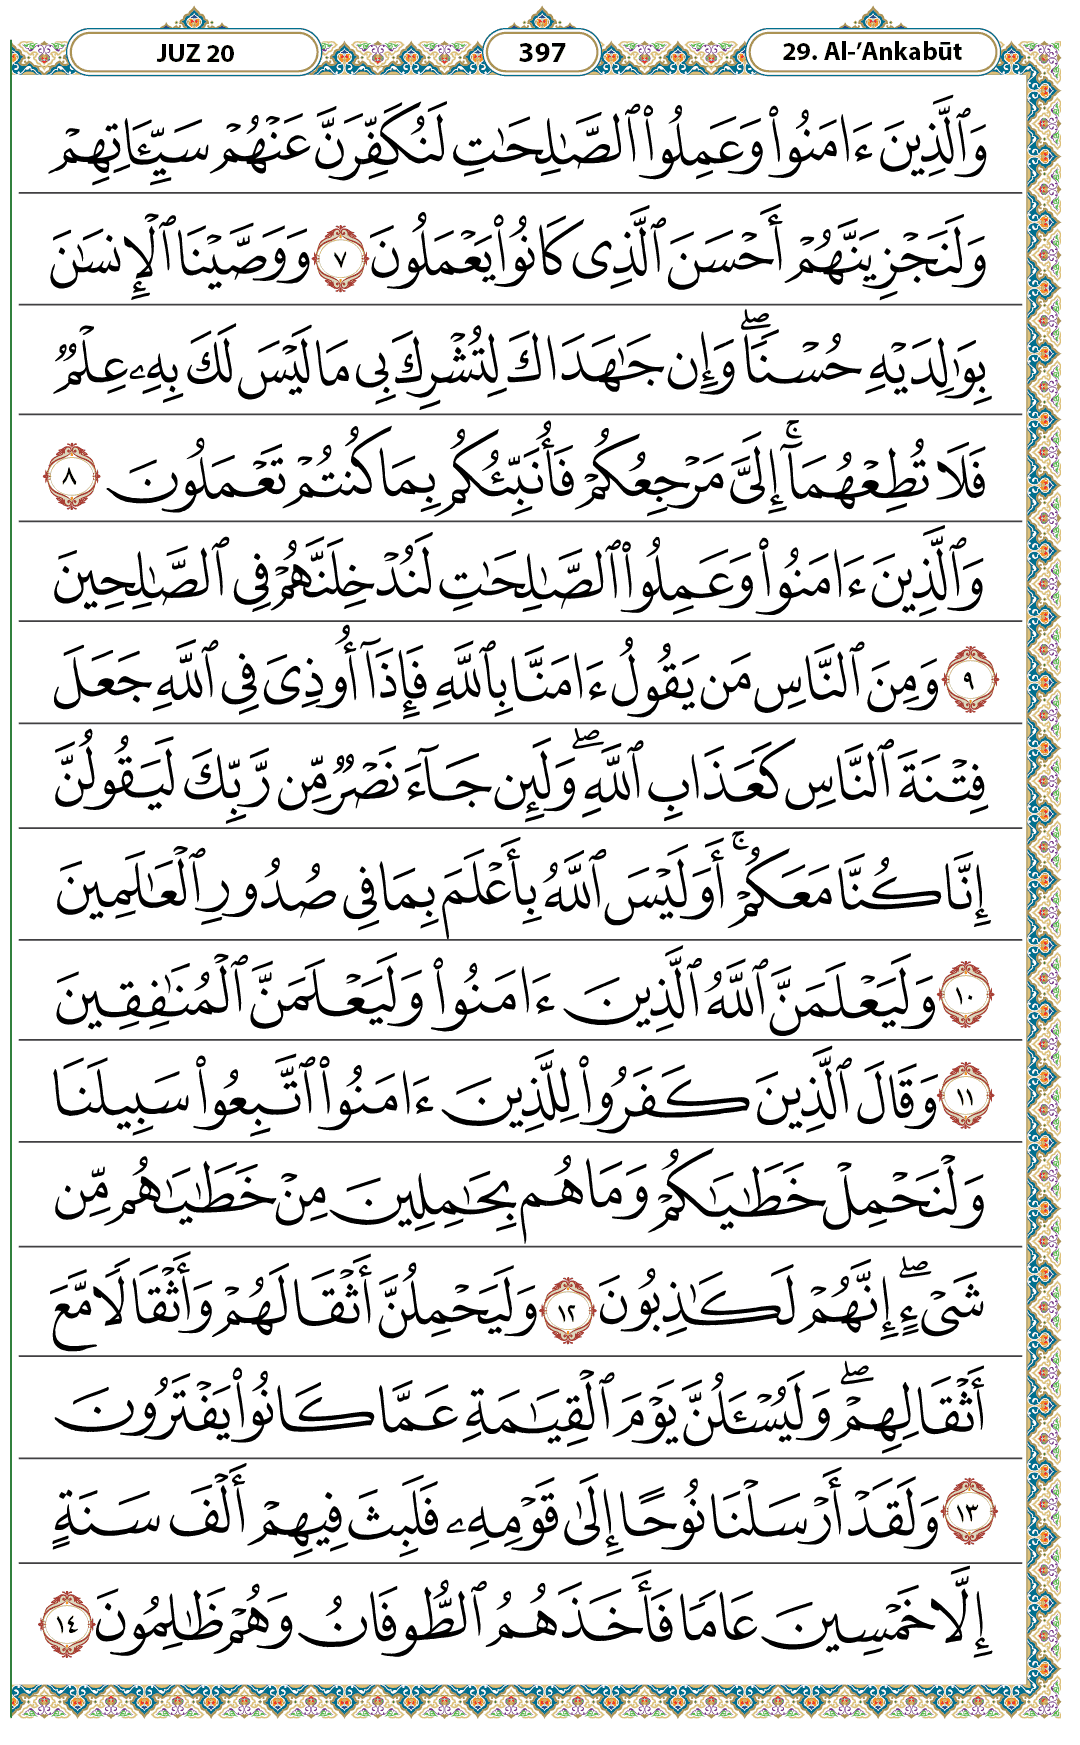 JUZ 20
397
29. Al-’Ankabūt
وَٱلَّذِينَ ءَامَنُوا۟ وَعَمِلُوا۟ ٱلصَّـٰلِحَـٰتِ لَنُكَفِّرَنَّ عَنْهُمْ سَيِّـَٔاتِهِمْ
وَلَنَجْزِيَنَّهُمْ أَحْسَنَ ٱلَّذِى كَانُوا۟ يَعْمَلُونَ ٧ وَوَصَّيْنَا ٱلْإِنسَـٰنَ
بِوَٰلِدَيْهِ حُسْنًا ۖ وَإِن جَـٰهَدَاكَ لِتُشْرِكَ بِى مَا لَيْسَ لَكَ بِهِۦ عِلْمٌ
فَلَا تُطِعْهُمَآ ۚ إِلَىَّ مَرْجِعُكُمْ فَأُنَبِّئُكُم بِمَا كُنتُمْ تَعْمَلُونَ ٨
وَٱلَّذِينَ ءَامَنُوا۟ وَعَمِلُوا۟ ٱلصَّـٰلِحَـٰتِ لَنُدْخِلَنَّهُمْ فِى ٱلصَّـٰلِحِينَ
٩ وَمِنَ ٱلنَّاسِ مَن يَقُولُ ءَامَنَّا بِٱللَّهِ فَإِذَآ أُوذِىَ فِى ٱللَّهِ جَعَلَ
فِتْنَةَ ٱلنَّاسِ كَعَذَابِ ٱللَّهِ ۖ وَلَئِن جَآءَ نَصْرٌ مِّن رَّبِّكَ لَيَقُولُنَّ
إِنَّا كُنَّا مَعَكُمْ ۚ أَوَلَيْسَ ٱللَّهُ بِأَعْلَمَ بِمَا فِى صُدُورِ ٱلْعَـٰلَمِينَ
١٠ وَلَيَعْلَمَنَّ ٱللَّهُ ٱلَّذِينَ ءَامَنُوا۟ وَلَيَعْلَمَنَّ ٱلْمُنَـٰفِقِينَ
١١ وَقَالَ ٱلَّذِينَ كَفَرُوا۟ لِلَّذِينَ ءَامَنُوا۟ ٱتَّبِعُوا۟ سَبِيلَنَا
وَلْنَحْمِلْ خَطَـٰيَـٰكُمْ وَمَا هُم بِحَـٰمِلِينَ مِنْ خَطَـٰيَـٰهُم مِّن
شَىْءٍ ۖ إِنَّهُمْ لَكَـٰذِبُونَ ١٢ وَلَيَحْمِلُنَّ أَثْقَالَهُمْ وَأَثْقَالًا مَّعَ
أَثْقَالِهِمْ ۖ وَلَيُسْـَٔلُنَّ يَوْمَ ٱلْقِيَـٰمَةِ عَمَّا كَانُوا۟ يَفْتَرُونَ
١٣ وَلَقَدْ أَرْسَلْنَا نُوحًا إِلَىٰ قَوْمِهِۦ فَلَبِثَ فِيهِمْ أَلْفَ سَنَةٍ
إِلَّا خَمْسِينَ عَامًا فَأَخَذَهُمُ ٱلطُّوفَانُ وَهُمْ ظَـٰلِمُونَ ١٤